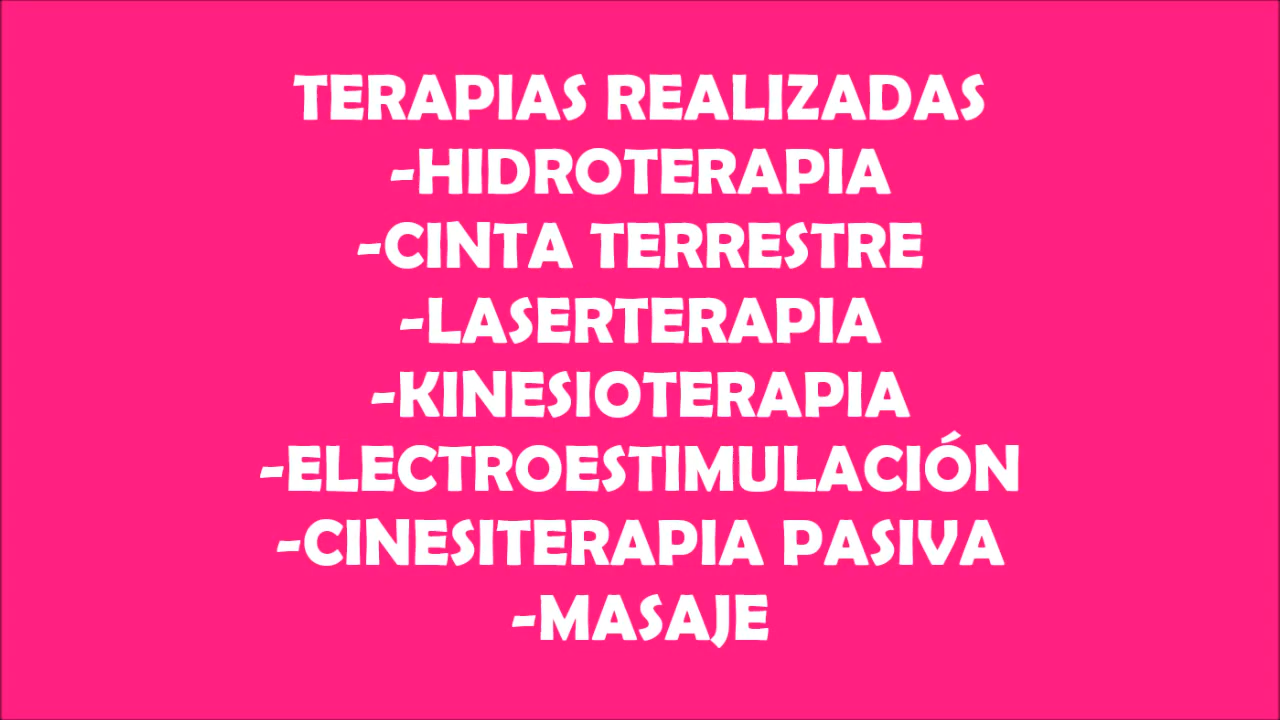 TERAPIAS REALIZADAS
-HIDROTERAPIA
-CINTA TERRESTRE
-LASERTERAPIA
-KINESIOTERAPIA
-ELECTROESTIMULACIÓN
-CINESITERAPIA PASIVA
-MASAJE